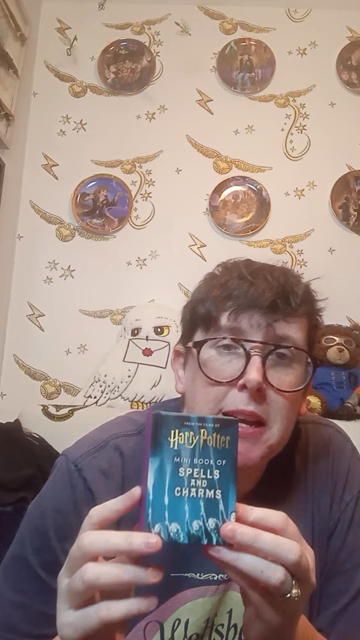 FROM THE FILMS OF
Harry Potter
MINI BOOK OF
SPELLS
AND
CHARMS